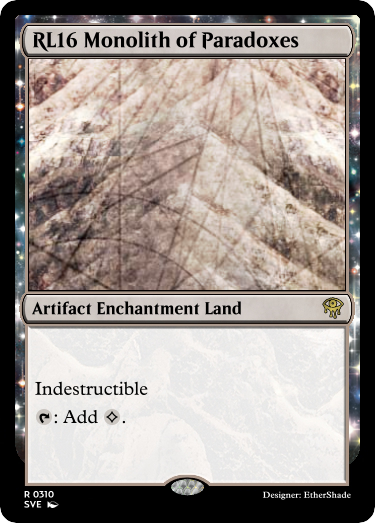 RL16 Monolith of Paradoxes
Artifact Enchantment Land
Indestructible
: Add .
R 0310
SVE
Designer: EtherShade